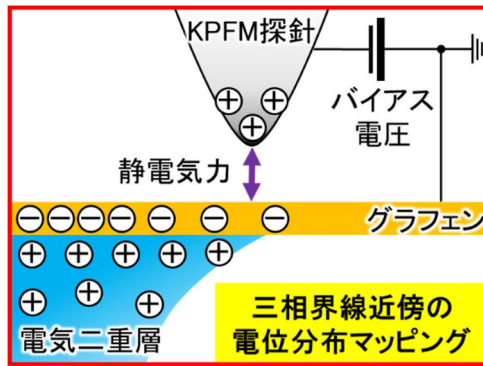 KPFM探針
バイアス
電圧
静電気力
グラフェン
電気二重層
三相界線近傍の
電位分布マッピング